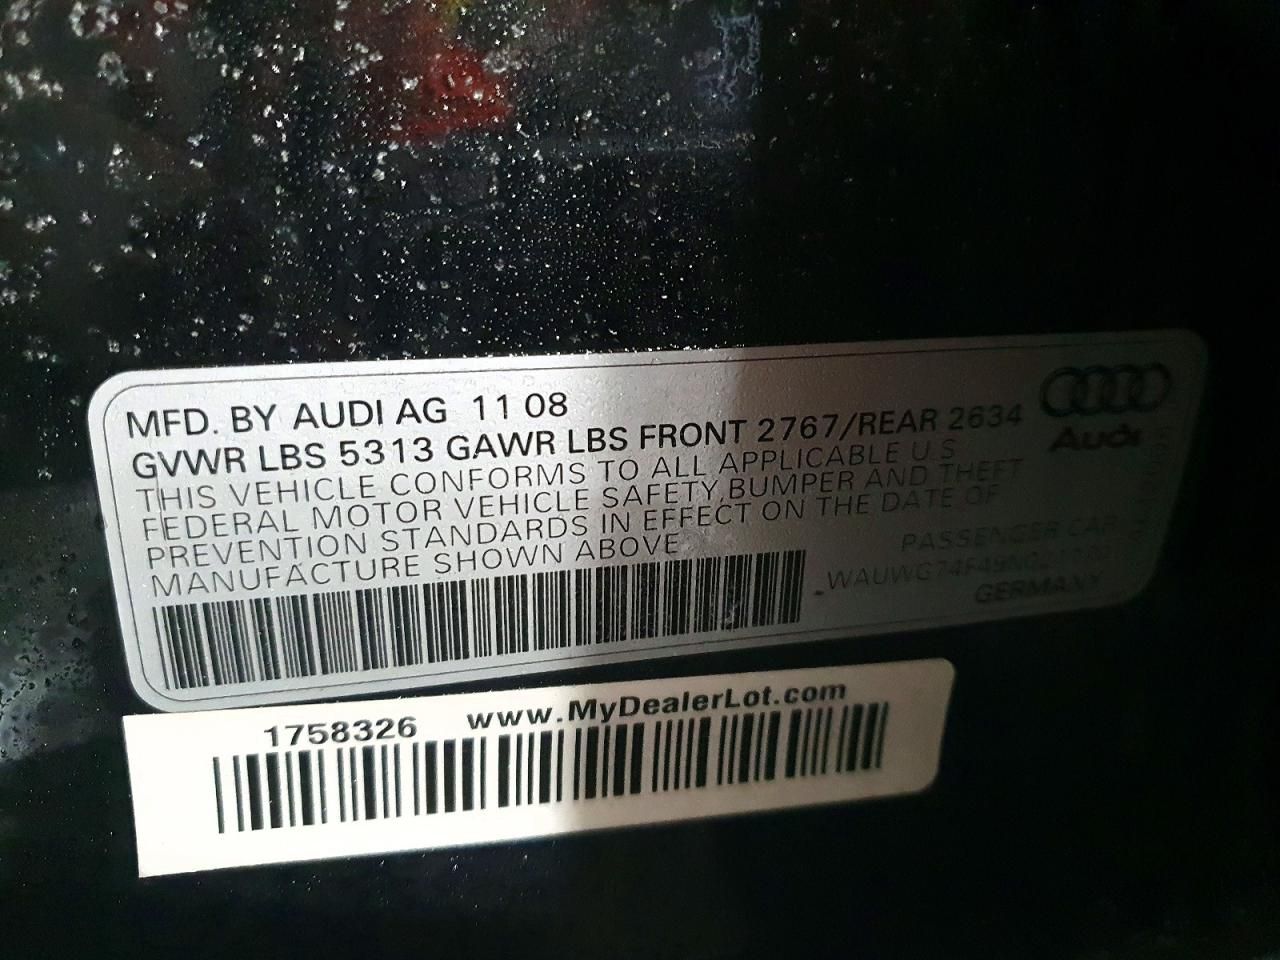 MFD. BY AUDI AG 11 08
GVWR LBS 5313 GAWR LBS FRONT 2767/REAR 2634
THIS VEHICLE CONFORMS TO ALL APPLICABLE U.S
FEDERAL MOTOR VEHICLE SAFETY, BUMPER AND THEFT
PREVENTION STANDARDS IN EFFECT ON THE DATE OF
MANUFACTURE SHOWN ABOVE
Audi
PASSENGER CAR
GERMANY
1758326 www.MyDealerLot.com